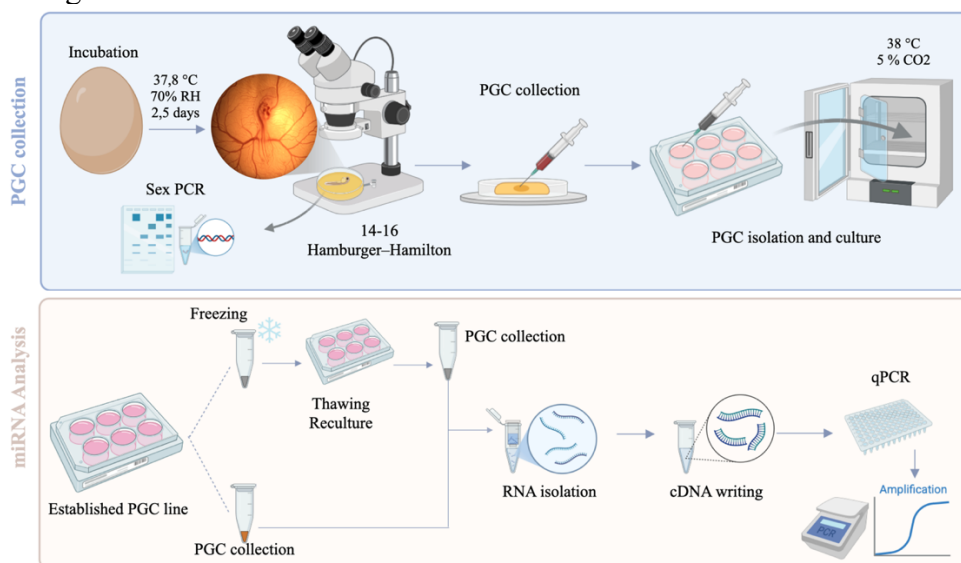 PGC collection
Incubation
37,8 °C
70% RH
2,5 days
Sex PCR
14-16
Hamburger–Hamilton
PGC collection
38 °C
5 % CO2
PGC isolation and culture
miRNA Analysis
Established PGC line
Freezing
Thawing
Reculture
PGC collection
PGC collection
RNA isolation
cDNA writing
qPCR
Amplification
PCR